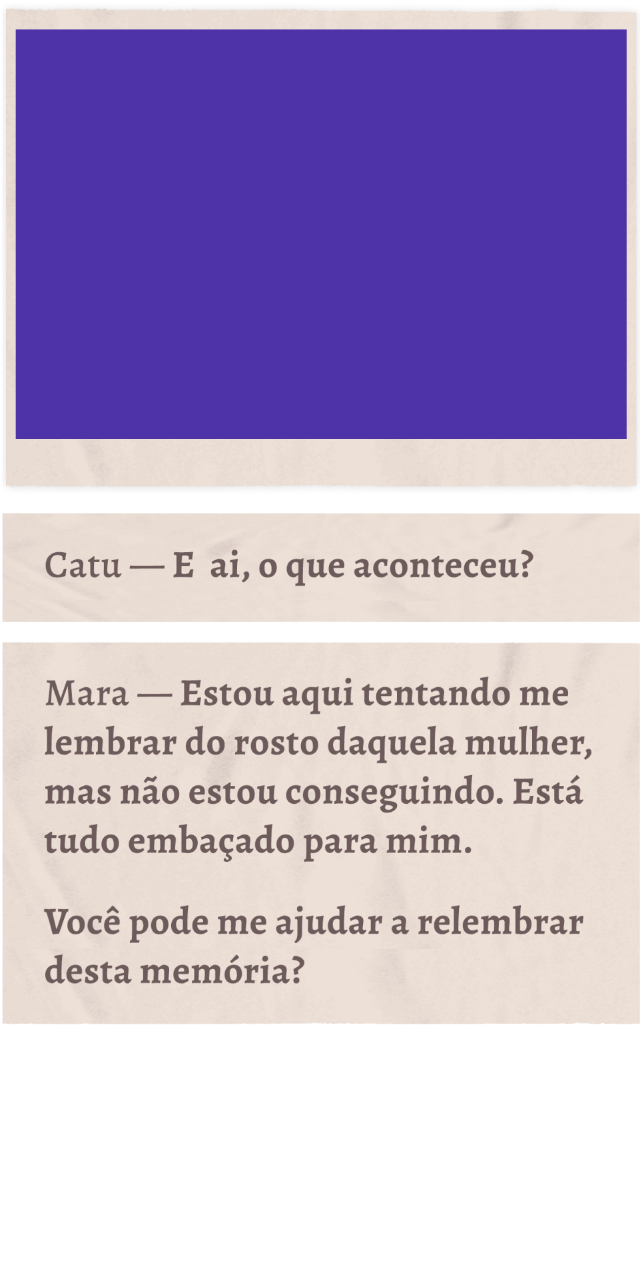 Catu — E  ai, o que aconteceu?
Mara — Estou aqui tentando me
lembrar do rosto daquela mulher,
mas não estou conseguindo. Está
tudo embaçado para mim.
Você pode me ajudar a relembrar
desta memória?